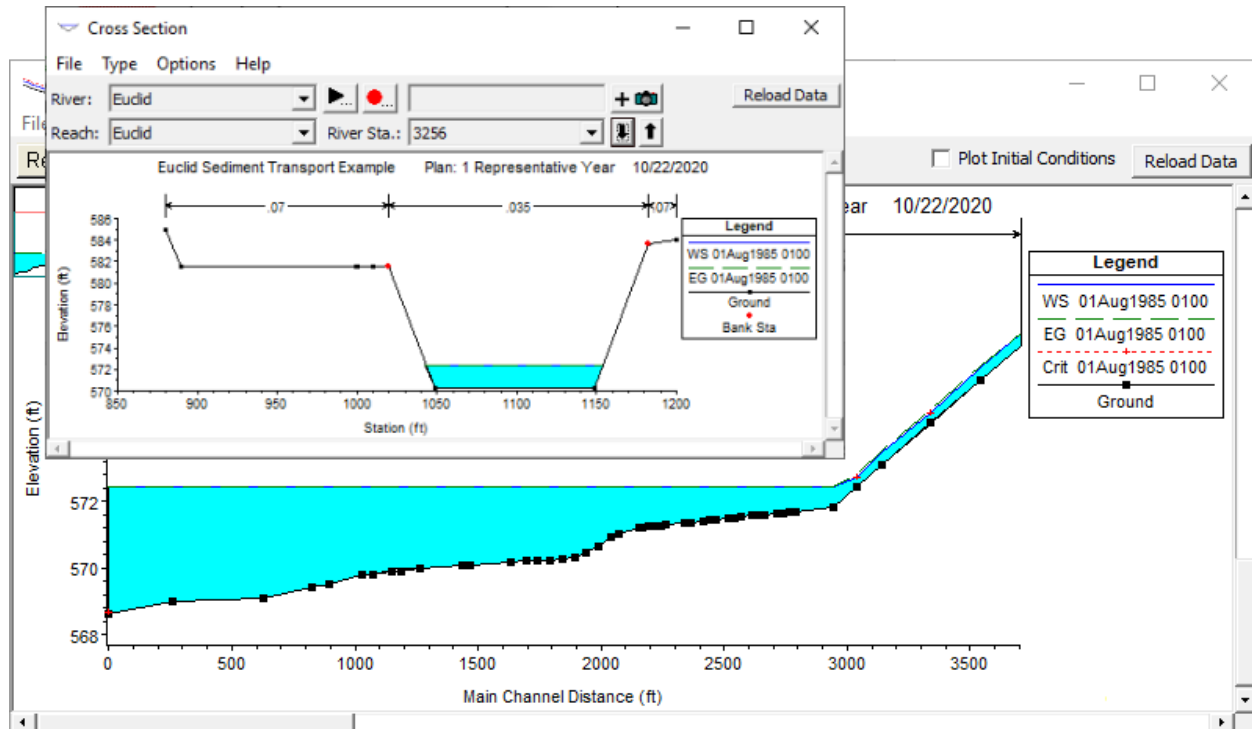 Cross Section
File Type Options Help
River: Euclid
Reload Data
Reach: Euclid River Sta.: 3256
Euclid Sediment Transport Example Plan: 1 Representative Year 10/22/2020
.07 .035 .07
586
584
582
580
578
576
574
572
570
Elevation (ft)
850 900 950 1000 1050 1100 1150 1200
Station (ft)
Legend
WS 01Aug1985 0100
EG 01Aug1985 0100
Ground
Bank Sta
Plot Initial Conditions Reload Data
10/22/2020
Legend
WS 01Aug1985 0100
EG 01Aug1985 0100
Crit 01Aug1985 0100
Ground
Elevation (ft)
572
570
568
0 500 1000 1500 2000 2500 3000 3500
Main Channel Distance (ft)